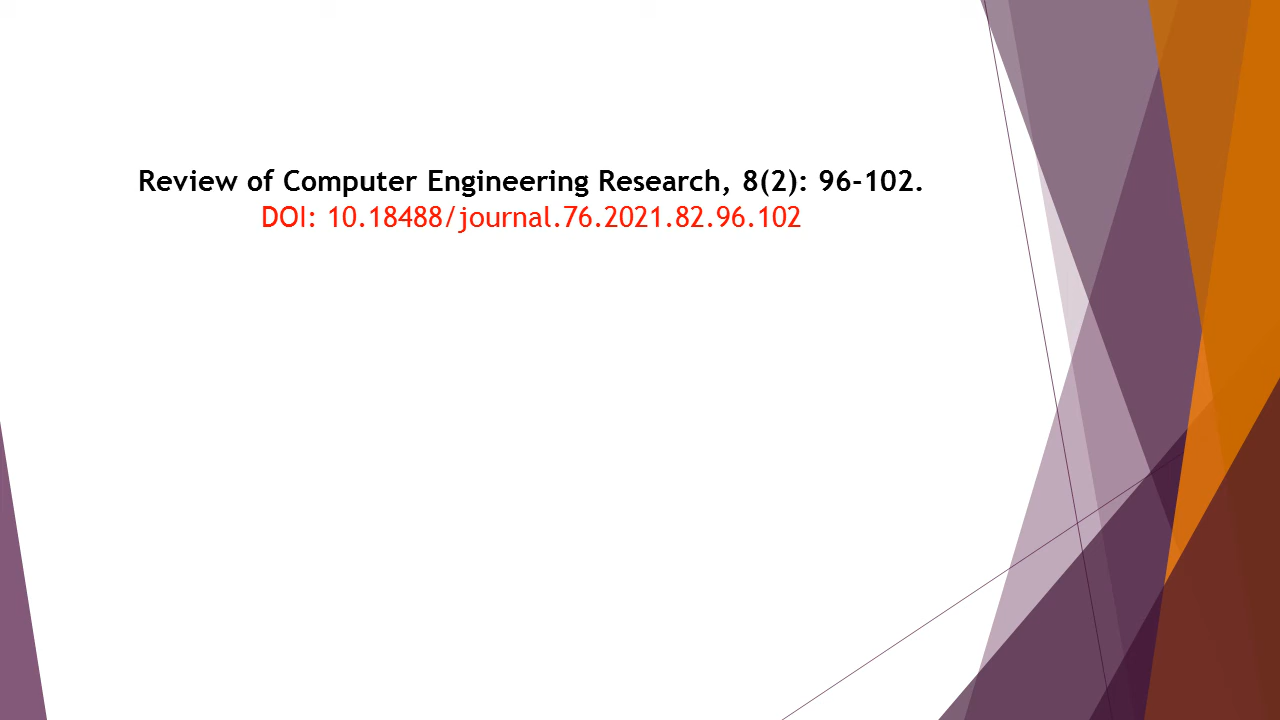 Review of Computer Engineering Research, 8(2): 96-102.
DOI: 10.18488/journal.76.2021.82.96.102